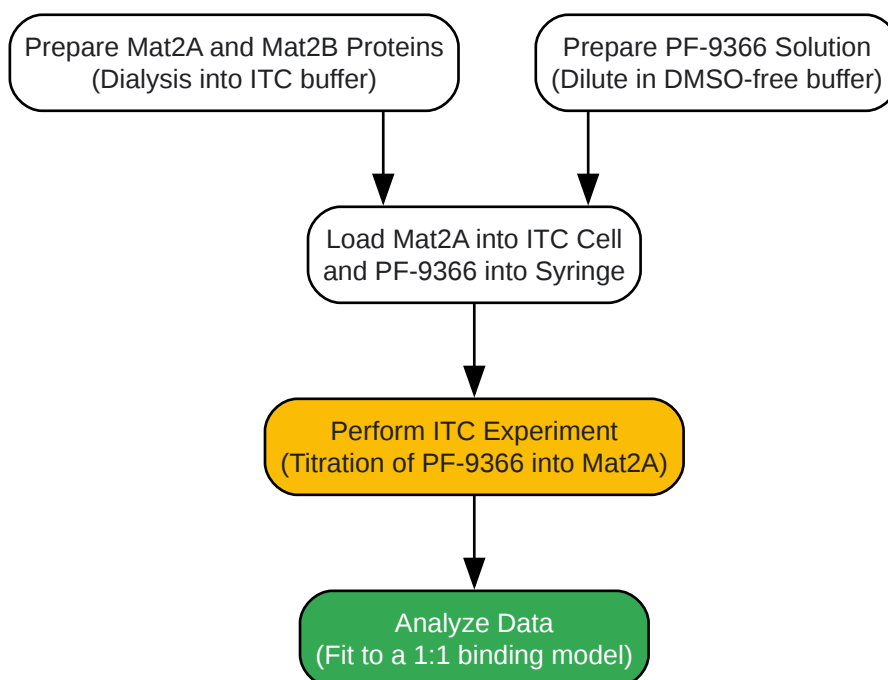 Prepare Mat2A and Mat2B Proteins
(Dialysis into ITC buffer)
Prepare PF-9366 Solution
(Dilute in DMSO-free buffer)
Load Mat2A into ITC Cell
and PF-9366 into Syringe
Perform ITC Experiment
(Titration of PF-9366 into Mat2A)
Analyze Data
(Fit to a 1:1 binding model)